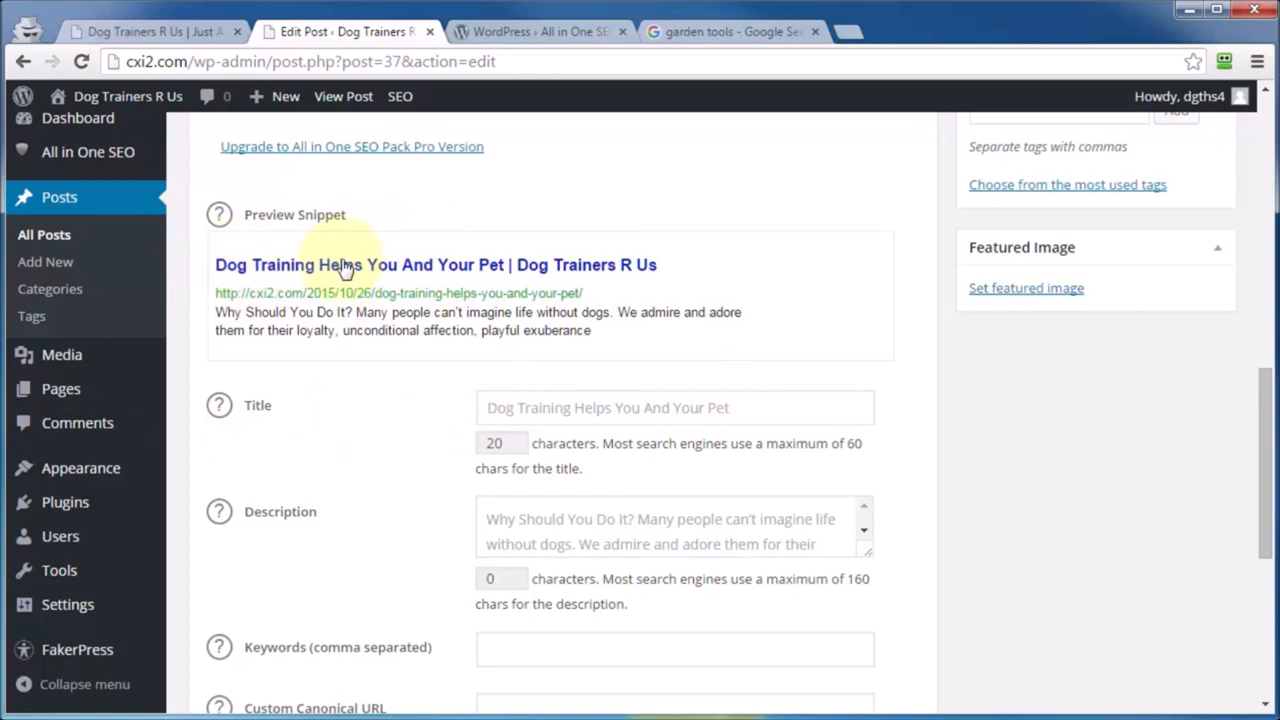 Dog Trainers R Us | Just A
Edit Post ‹ Dog Trainers R
WordPress › All in One SE
garden tools - Google Se
cxi2.com/wp-admin/post.php?post=37&action=edit
Dog Trainers R Us
0
New
View Post
SEO
Howdy, dgths4
Dashboard
All in One SEO
Posts
All Posts
Add New
Categories
Tags
Media
Pages
Comments
Appearance
Plugins
Users
Tools
Settings
FakerPress
Collapse menu
Upgrade to All in One SEO Pack Pro Version
? Preview Snippet
Dog Training Helps You And Your Pet | Dog Trainers R Us
http://cxi2.com/2015/10/26/dog-training-helps-you-and-your-pet/
Why Should You Do It? Many people can't imagine life without dogs. We admire and adore
them for their loyalty, unconditional affection, playful exuberance
? Title
Dog Training Helps You And Your Pet
20 characters. Most search engines use a maximum of 60
chars for the title.
? Description
Why Should You Do It? Many people can't imagine life
without dogs. We admire and adore them for their
0 characters. Most search engines use a maximum of 160
chars for the description.
? Keywords (comma separated)
? Custom Canonical URL
Add
Separate tags with commas
Choose from the most used tags
Featured Image
Set featured image